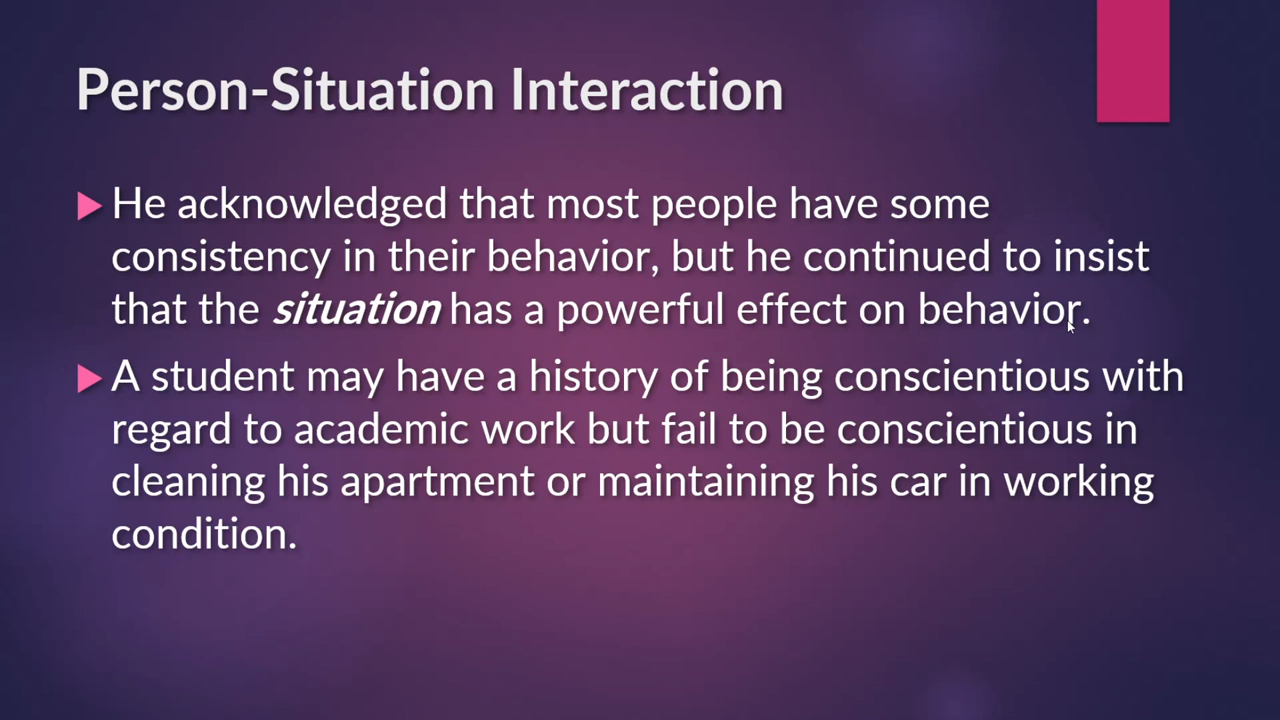 Person-Situation Interaction
He acknowledged that most people have some
consistency in their behavior, but he continued to insist
that the situation has a powerful effect on behavior.
A student may have a history of being conscientious with
regard to academic work but fail to be conscientious in
cleaning his apartment or maintaining his car in working
condition.